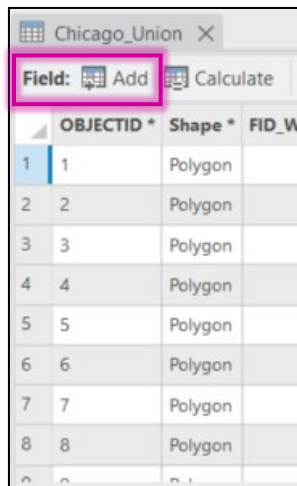 Chicago_Union
Field: Add Calculate
OBJECTID * Shape * FID_W
1 1 Polygon
2 2 Polygon
3 3 Polygon
4 4 Polygon
5 5 Polygon
6 6 Polygon
7 7 Polygon
8 8 Polygon